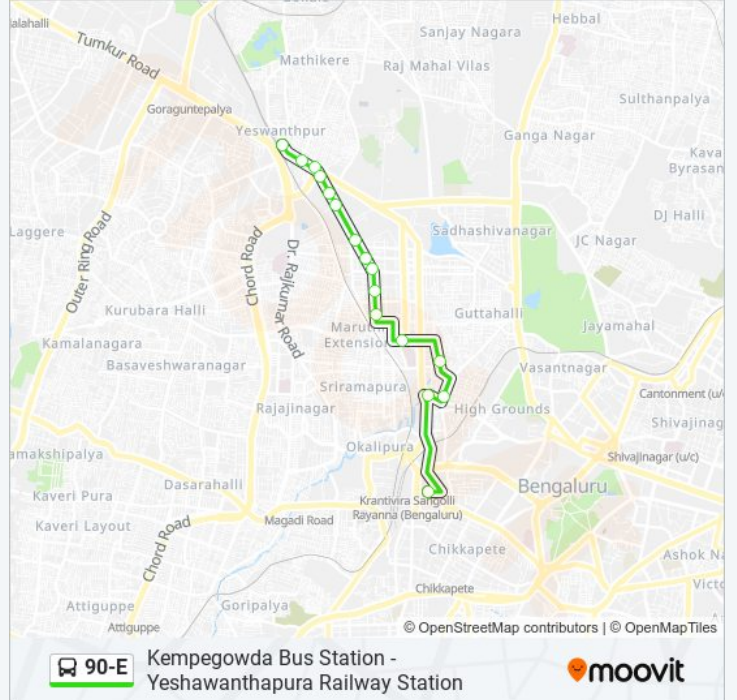 alahalli
Tumkur Road
Hebbal
Sanjay Nagara
Mathikere
Raj Mahal Vilas
Goraguntepalya
Sulthanpalya
Yeswanthpur
Ganga Nagar
Kava
Byrasan
DJ Halli
Laggere
Outer Ring Road
Chord Road
Dr. Rajkumar Road
Sadhashivanagar
JC Nagar
Kurubara Halli
Guttahalli
Jayamahal
Kamalanagara
Extensio
Basaveshwaranagar
Vasantnagar
Sriramapura
Cantonment (u/
Rajajinagar
High Grounds
Shivajinag
Okalipura
amakshipalya
Shivajinagar (u/c)
Dasarahalli
Kaveri Pura
Bengaluru
Krantivira Sangolli
Rayanna (Bengaluru)
Magadi Road
Kaveri Layout
Chord Road
Chikkapete
Ashok Na
Chikkapete
Victo
Attiguppe
Goripalya
Attiguppe
© OpenStreetMap contributors | © OpenMapTiles
90-E
Kempegowda Bus Station -
Yeshawanthapura Railway Station
moovit